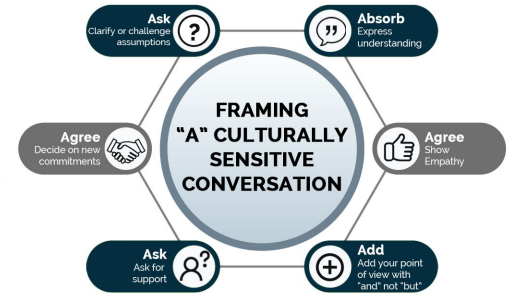 Ask
Clarify or challenge
assumptions
?
Absorb
Express
understanding
FRAMING
"A" CULTURALLY
SENSITIVE
CONVERSATION
Agree
Decide on new
commitments
Agree
Show
Empathy
Ask
Ask for
support
?
Add
Add your point
of view with
"and" not "but"